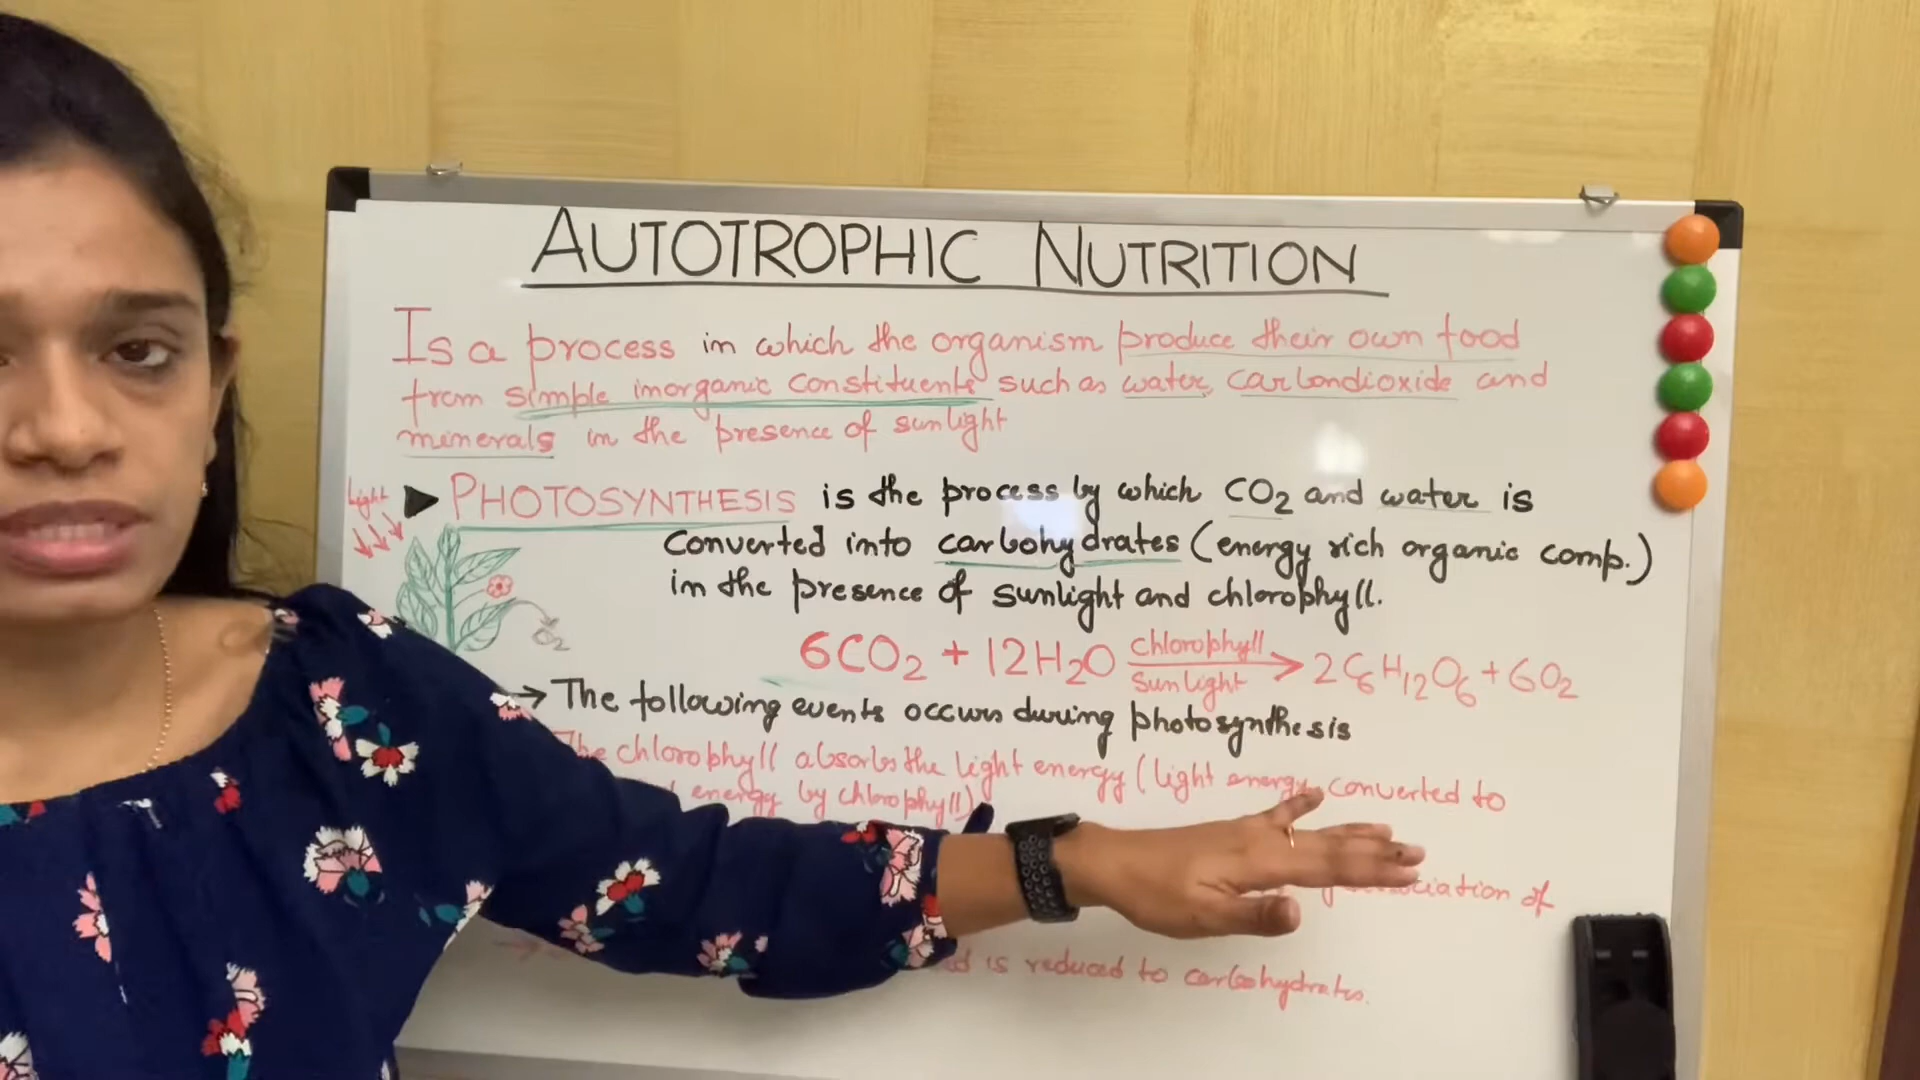 AUTOTROPHIC NUTRITION
Is a process in which the organism produce their own food
from simple inorganic constituents such as water, carbondioxide and
minerals in the presence of sunlight
Light
▶ PHOTOSYNTHESIS is the process by which CO2 and water is
converted into carbohydrates (energy rich organic comp.)
in the presence of sunlight and chlorophyll.
O2
6CO2 + 12H2O chlorophyll Sunlight → 2C6H12O6 + 6O2
→ The following events occurs during photosynthesis
The chlorophyll absorbs the light energy (light energy converted to
energy by chlorophyll)
of
is reduced to carbohydrates.